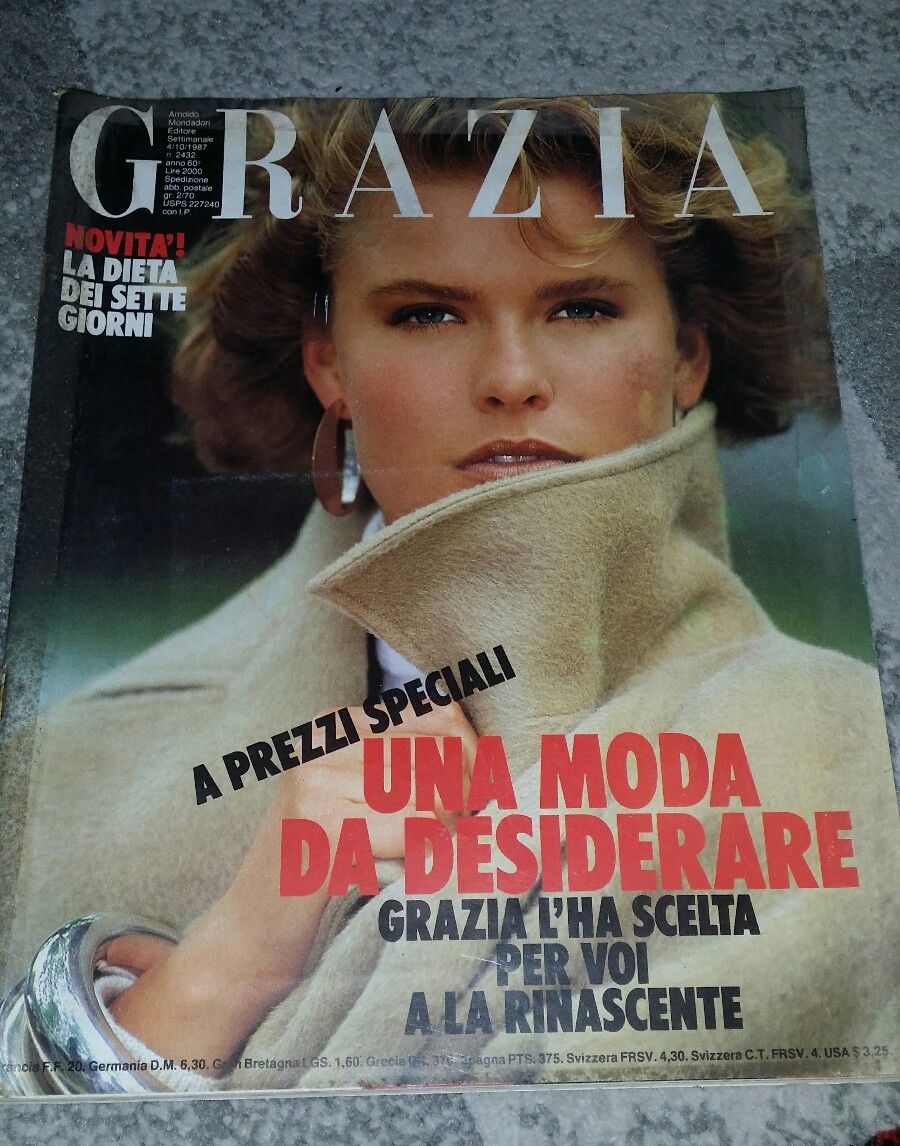 GRAZIA
Arnoldo
Mondadori
Editore
Settimanale
4/10/1987
n. 2432
anno 60°
Lire 2000
Spedizione
abb. postale
gr. 2/70
USPS 227240
con I.P.
NOVITA'!
LA DIETA
DEI SETTE
GIORNI
A PREZZI SPECIALI
UNA MODA
DA DESIDERARE
GRAZIA L'HA SCELTA
PER VOI
A LA RINASCENTE
rancia F.F. 20. Germania D.M. 6,30. Gran Bretagna LGS. 1,60. Grecia DR. 370. Spagna PTS. 375. Svizzera FRSV. 4,30. Svizzera C.T. FRSV. 4. USA $ 3,25.